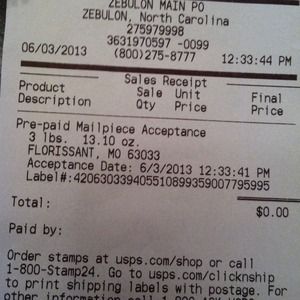 ZEBULON MAIN PO
ZEBULON, North Carolina
275979998
3631970597 -0099
06/03/2013 (800)275-8777 12:33:44 PM
Sales Receipt
Product Sale Unit Final
Description Qty Price Price
Pre-paid Mailpiece Acceptance
3 lbs. 13.10 oz.
FLORISSANT, MO 63033
Acceptance Date: 6/3/2013 12:33:41 PM
Label#:420630339405510899359007795995
Total: $0.00
Paid by:
Order stamps at usps.com/shop or call
1-800-Stamp24. Go to usps.com/clicknship
to print shipping labels with postage. For
other information call